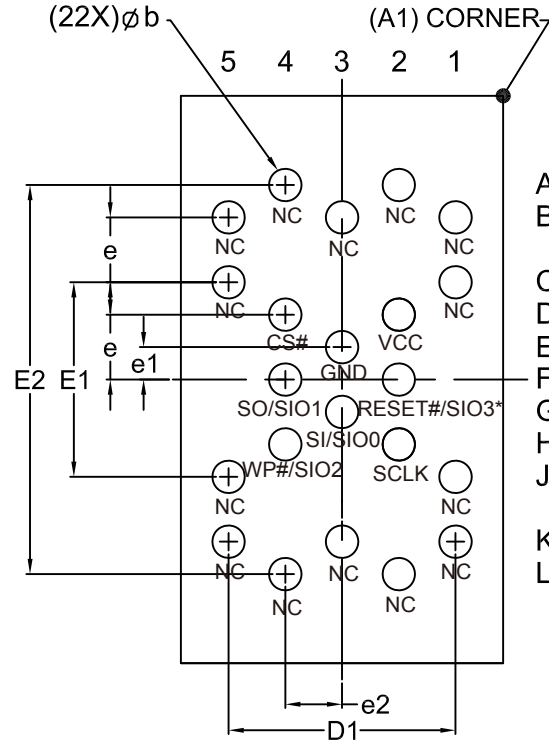 (22X)⌀b (A1) CORNER
5 4 3 2 1
A
NC NC
B
NC NC NC
e
C
NC NC
D
CS# VCC
E
e e1 GND
E2 E1 F
SO/SIO1 RESET#/SIO3*
G
SI/SIO0
H
WP#/SIO2 SCLK
J
NC NC
K
NC NC NC
L
NC NC
e2
D1